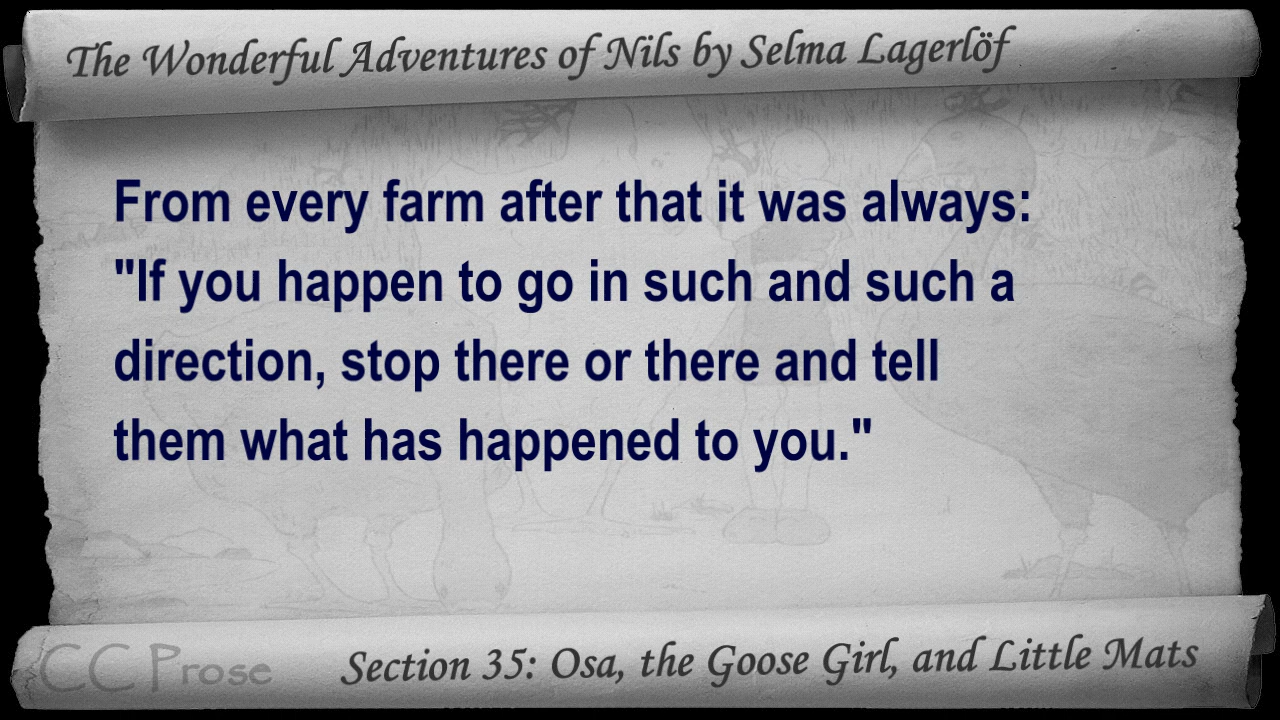 The Wonderful Adventures of Nils by Selma Lagerlöf
From every farm after that it was always:
"If you happen to go in such and such a
direction, stop there or there and tell
them what has happened to you."
CC Prose
Section 35: Osa, the Goose Girl, and Little Mats